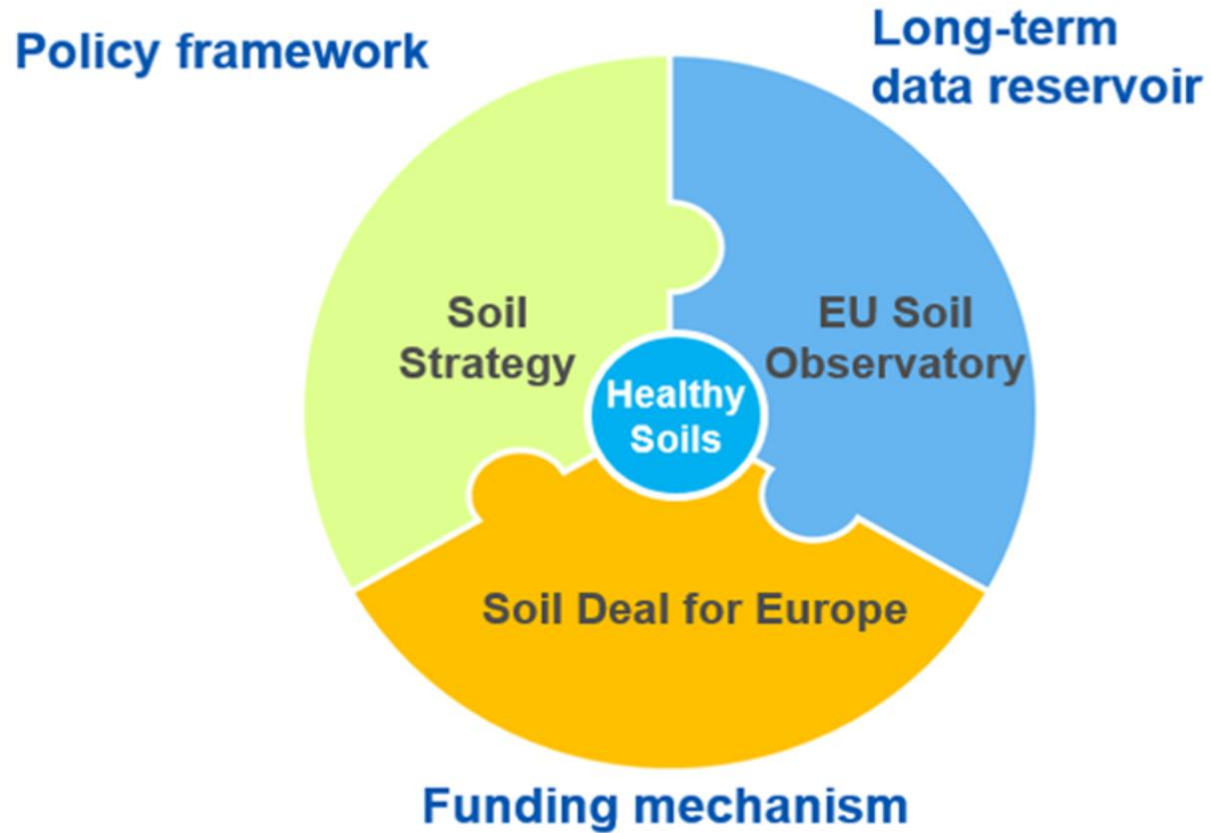 Policy framework
Long-term
data reservoir
Soil
Strategy
EU Soil
Observatory
Healthy
Soils
Soil Deal for Europe
Funding mechanism